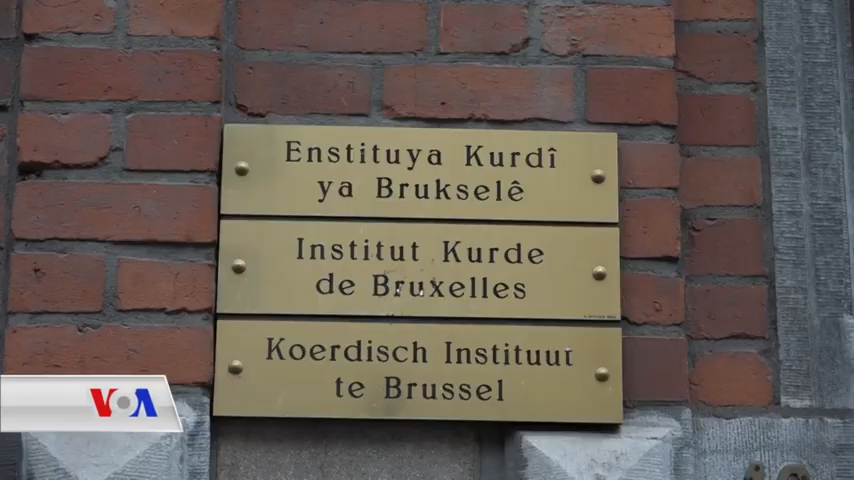 Enstituya Kurdî
ya Brukselê
Institut Kurde
de Bruxelles
Koerdisch Instituut
te Brussel
VOA